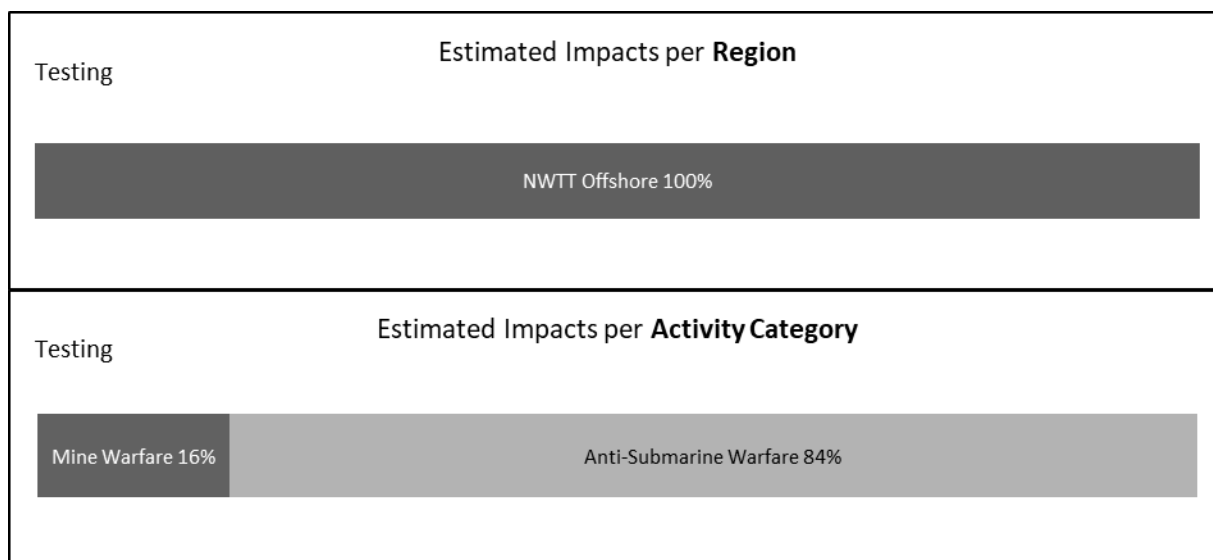 Estimated Impacts per Region
Testing
NWTT Offshore 100%
Estimated Impacts per Activity Category
Testing
Mine Warfare 16%
Anti-Submarine Warfare 84%